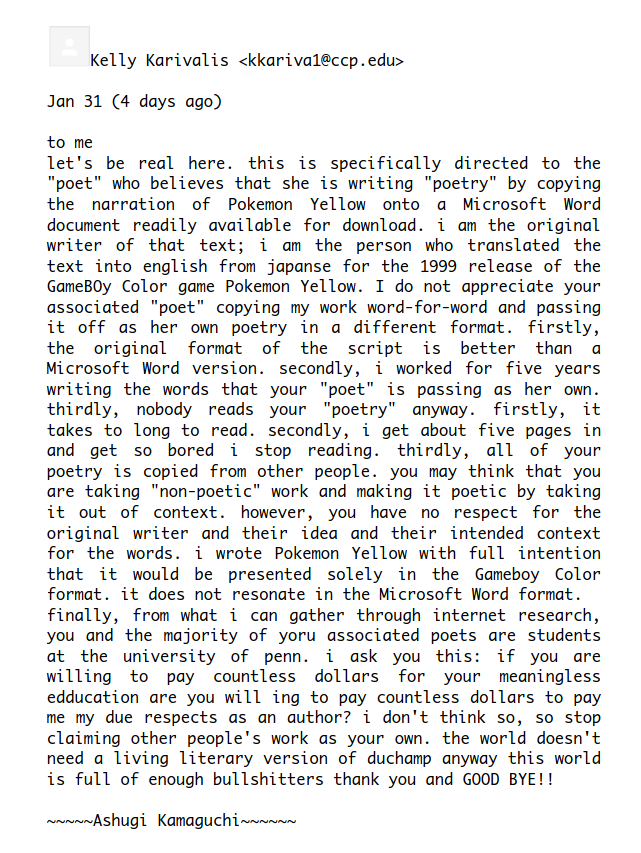 Kelly Karivalis <kkariva1@ccp.edu>
Jan 31 (4 days ago)
to me
let's be real here. this is specifically directed to the
"poet" who believes that she is writing "poetry" by copying
the narration of Pokemon Yellow onto a Microsoft Word
document readily available for download. i am the original
writer of that text; i am the person who translated the
text into english from japanse for the 1999 release of the
GameBOy Color game Pokemon Yellow. I do not appreciate your
associated "poet" copying my work word-for-word and passing
it off as her own poetry in a different format. firstly,
the original format of the script is better than a
Microsoft Word version. secondly, i worked for five years
writing the words that your "poet" is passing as her own.
thirdly, nobody reads your "poetry" anyway. firstly, it
takes to long to read. secondly, i get about five pages in
and get so bored i stop reading. thirdly, all of your
poetry is copied from other people. you may think that you
are taking "non-poetic" work and making it poetic by taking
it out of context. however, you have no respect for the
original writer and their idea and their intended context
for the words. i wrote Pokemon Yellow with full intention
that it would be presented solely in the Gameboy Color
format. it does not resonate in the Microsoft Word format.
finally, from what i can gather through internet research,
you and the majority of yoru associated poets are students
at the university of penn. i ask you this: if you are
willing to pay countless dollars for your meaningless
edducation are you will ing to pay countless dollars to pay
me my due respects as an author? i don't think so, so stop
claiming other people's work as your own. the world doesn't
need a living literary version of duchamp anyway this world
is full of enough bullshitters thank you and GOOD BYE!!
~~~~~Ashugi Kamaguchi~~~~~~